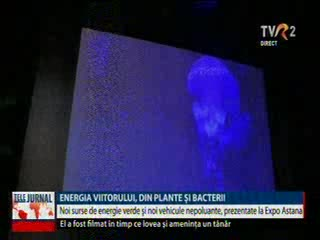 TVR2
DIRECT
TELE JURNAL
ENERGIA VIITORULUI, DIN PLANTE ȘI BACTERII
Noi surse de energie verde și noi vehicule nepoluante, prezentate la Expo Astana
El a fost filmat în timp ce lovea și amenința un tânăr